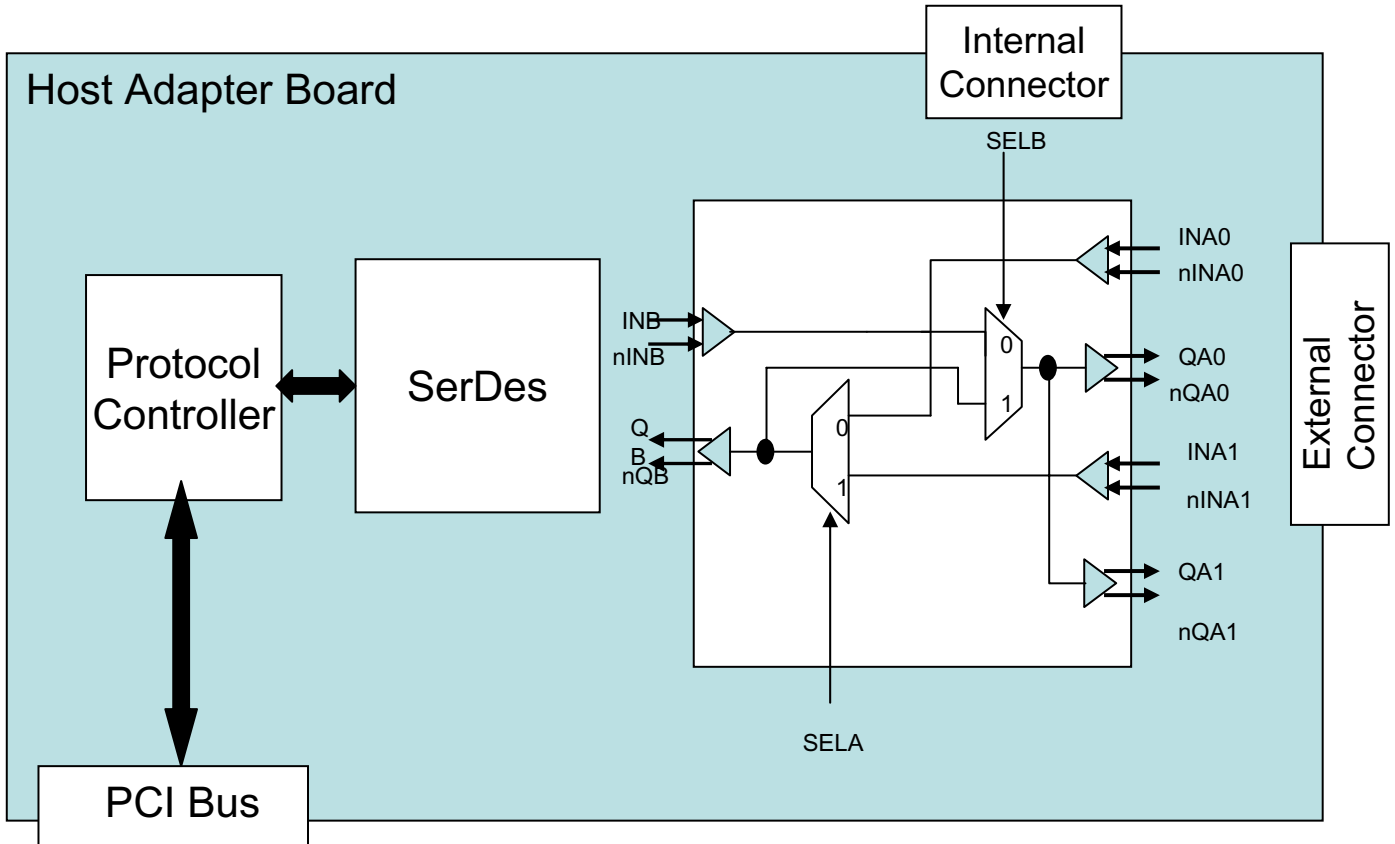 Internal
Connector
Host Adapter Board
SELB
INA0
nINA0
INB
nINB
0
1
QA0
nQA0
Protocol
Controller
SerDes
External
Connector
Q
B
nQB
0
1
INA1
nINA1
QA1
nQA1
SELA
PCI Bus